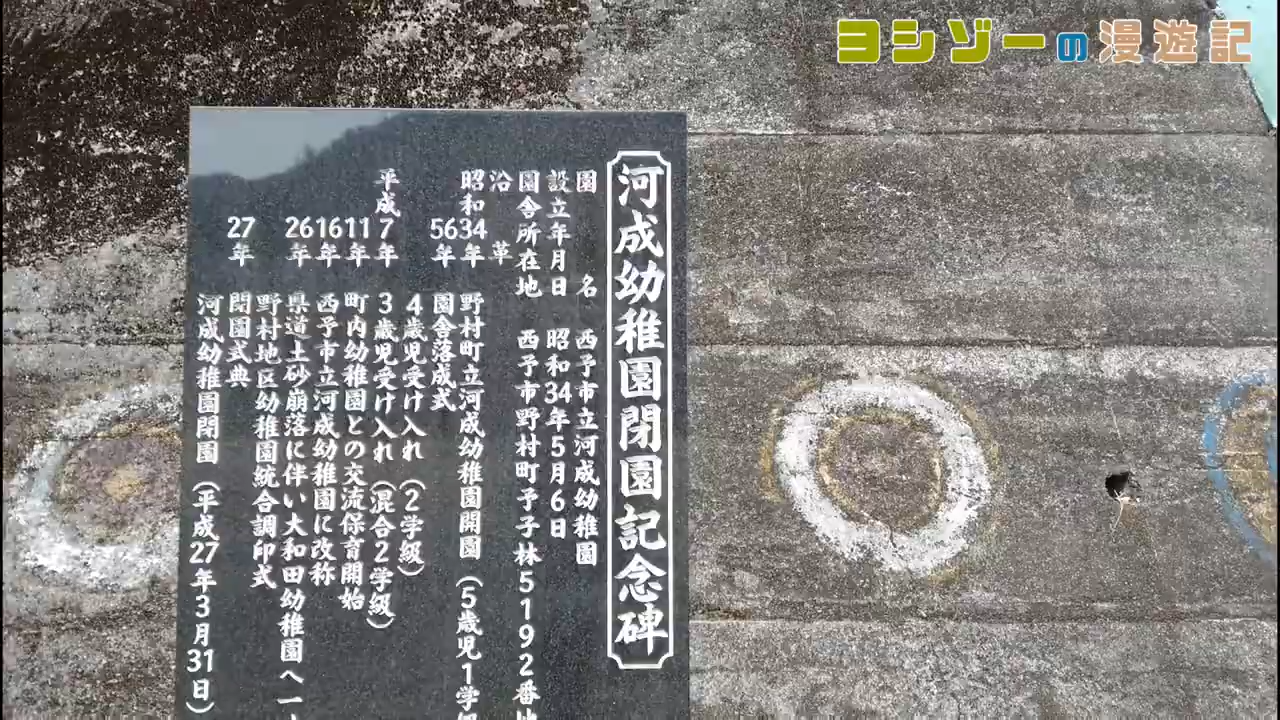 ヨシゾーの漫遊記
河成幼稚園閉園記念碑
園名 西予市立河成幼稚園
設立年月日 昭和34年5月6日
園舎所在地 西予市野村町予子林5192番地
沿革
昭和34年 野村町立河成幼稚園開園(5歳児1学級
56年 園舎落成式
4歳児受け入れ(2学級)
平成7年 3歳児受け入れ(混合2学級)
11年 町内幼稚園との交流保育開始
16年 西予市立河成幼稚園に改称
26年 県道土砂崩落に伴い大和田幼稚園へ一
野村地区幼稚園統合調印式
27年 閉園式典
河成幼稚園閉園(平成27年3月31日)